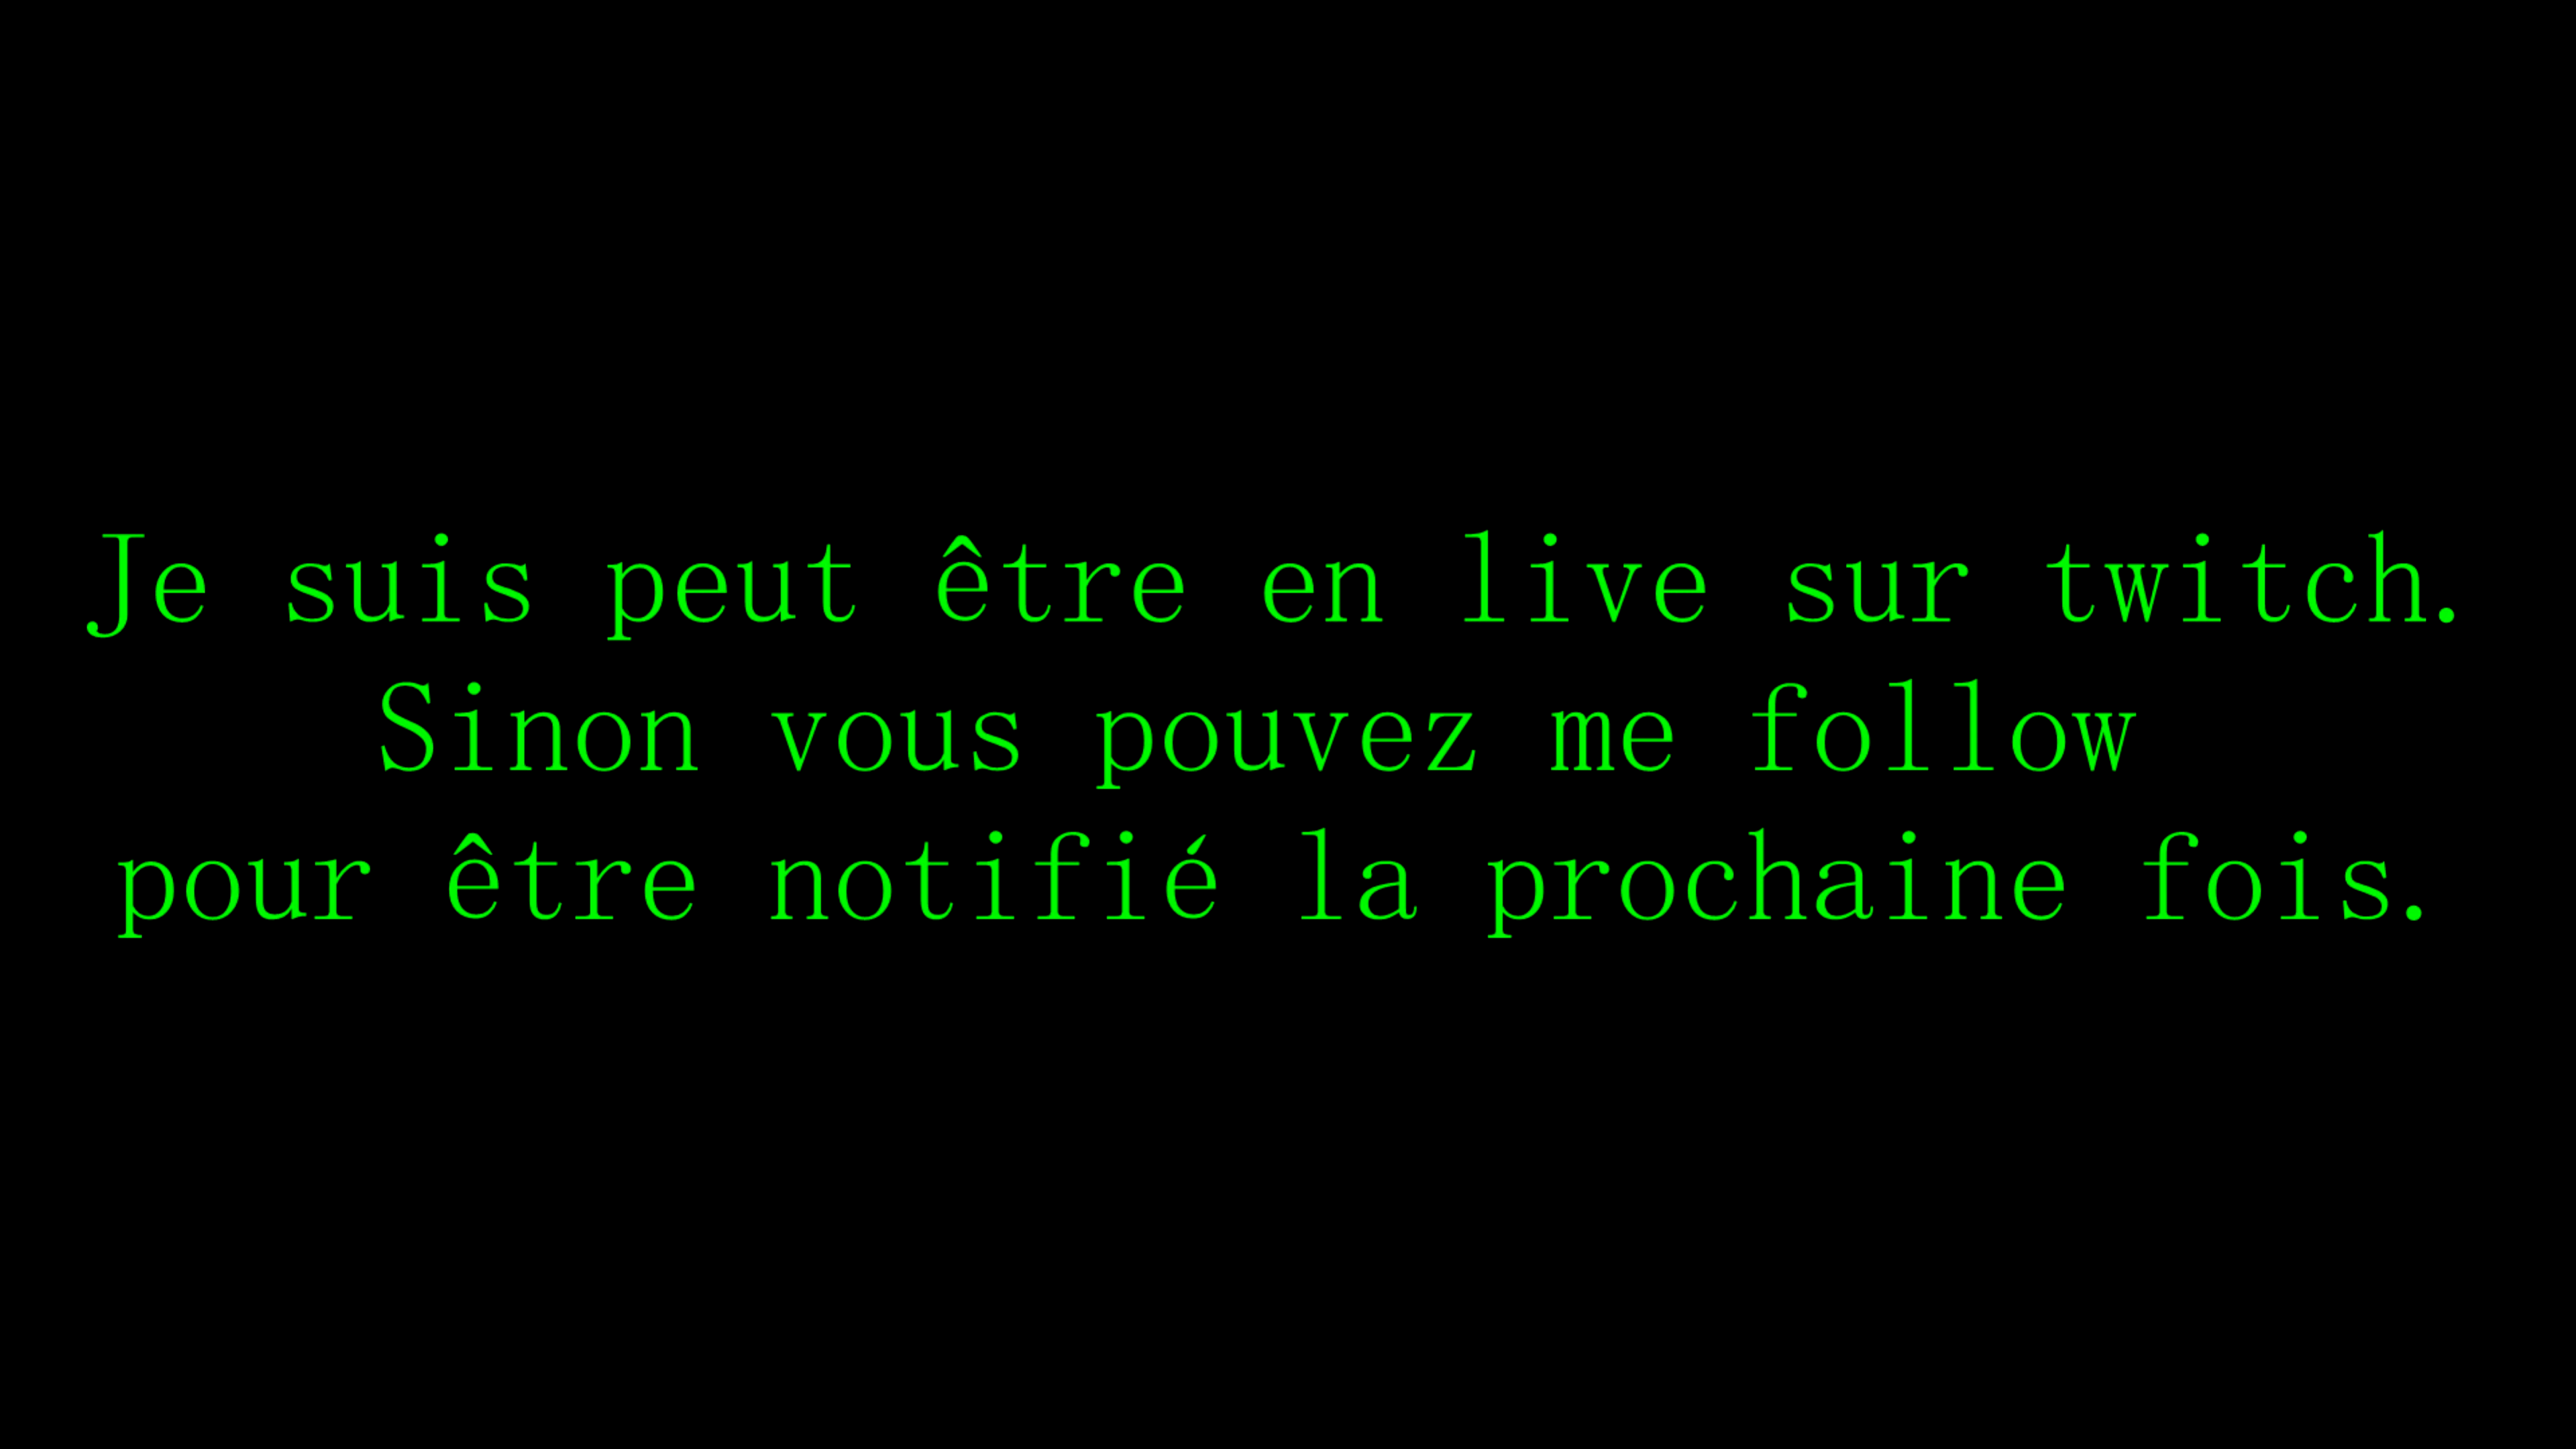 Je suis peut être en live sur twitch.
Sinon vous pouvez me follow
pour être notifié la prochaine fois.